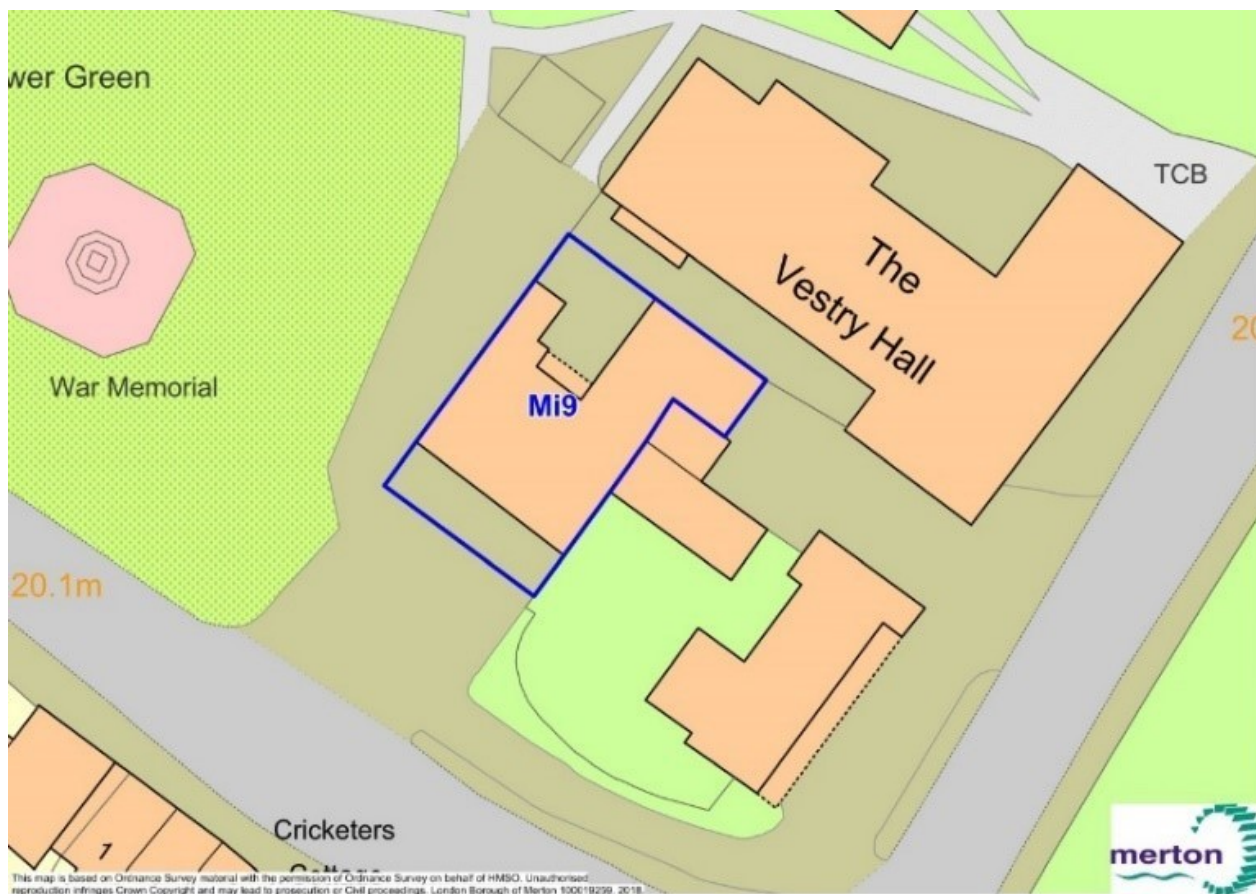 wer Green
TCB
The
Vestry Hall
20
War Memorial
Mi9
20.1m
Cricketers
Cottage
1
merton
This map is based on Ordnance Survey material with the permission of Ordnance Survey on behalf of HMSO. Unauthorised
reproduction infringes Crown Copyright and may lead to prosecution or Civil proceedings. London Borough of Merton 100019259. 2018.